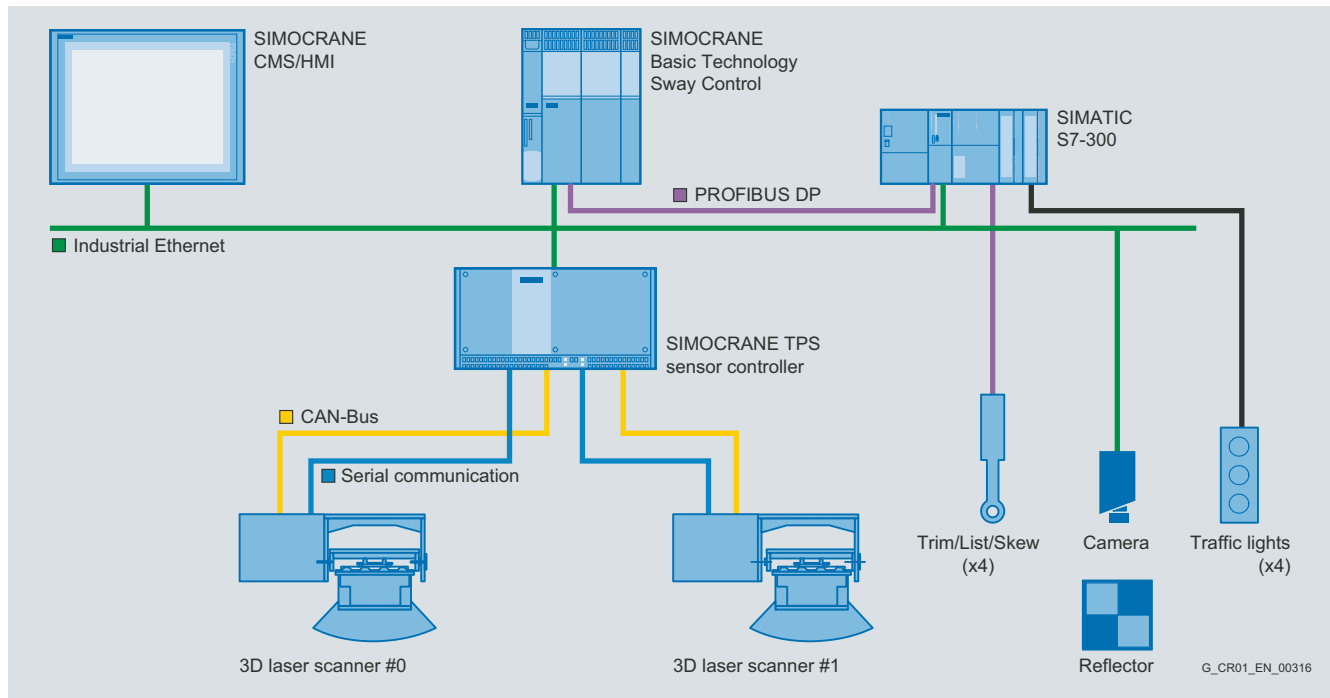 SIMOCRANE
CMS/HMI
SIMOCRANE
Basic Technology
Sway Control
SIMATIC
S7-300
PROFIBUS DP
Industrial Ethernet
SIMOCRANE TPS
sensor controller
CAN-Bus
Serial communication
Trim/List/Skew
(x4)
Camera
Traffic lights
(x4)
3D laser scanner #0
3D laser scanner #1
Reflector
G_CR01_EN_00316